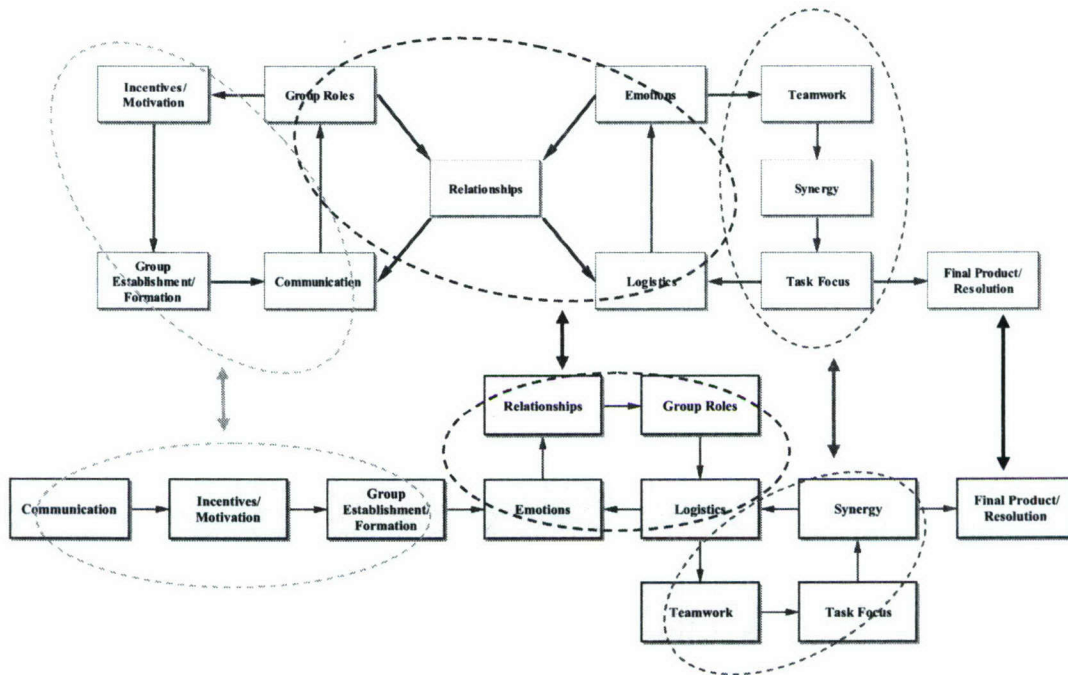 Incentives/
Motivation
Group Roles
Emotions
Teamwork
Relationships
Synergy
Group
Establishment/
Formation
Communication
Logistics
Task Focus
Final Product/
Resolution
Relationships
Group Roles
Communication
Incentives/
Motivation
Group
Establishment/
Formation
Emotions
Logistics
Synergy
Final Product/
Resolution
Teamwork
Task Focus